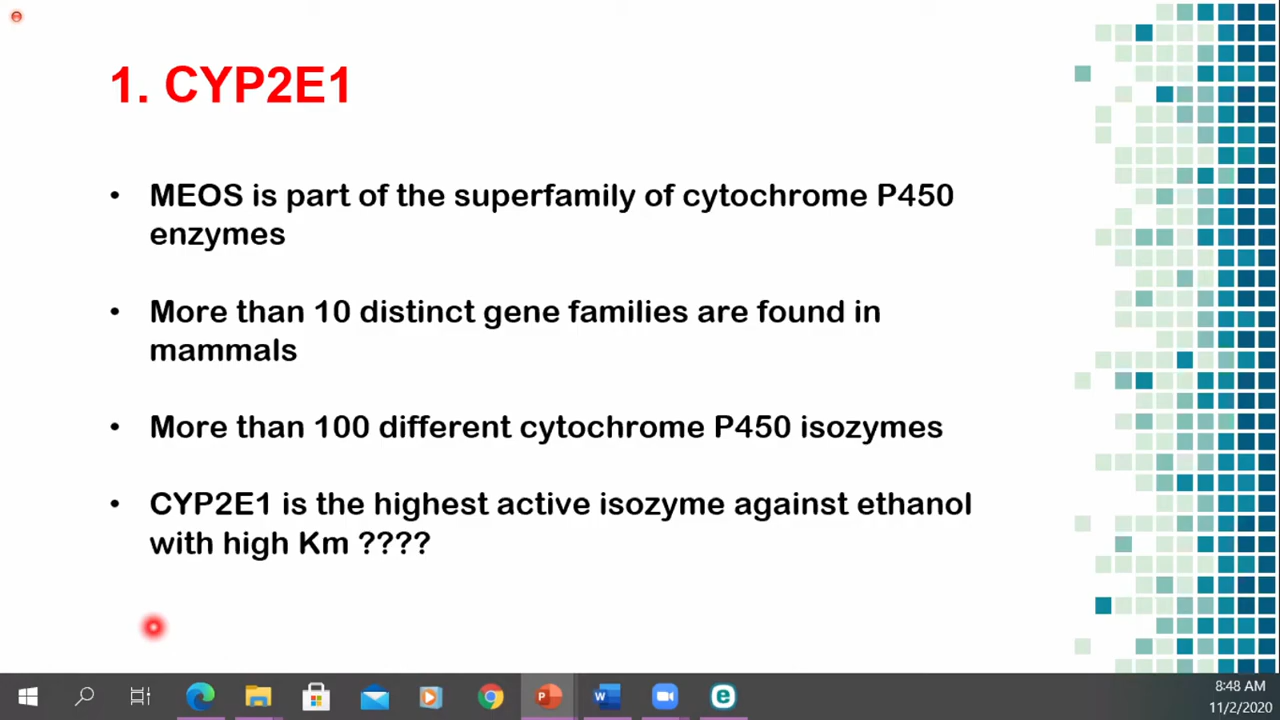 1. CYP2E1
• MEOS is part of the superfamily of cytochrome P450
enzymes
• More than 10 distinct gene families are found in
mammals
• More than 100 different cytochrome P450 isozymes
• CYP2E1 is the highest active isozyme against ethanol
with high Km ????
8:48 AM
11/2/2020